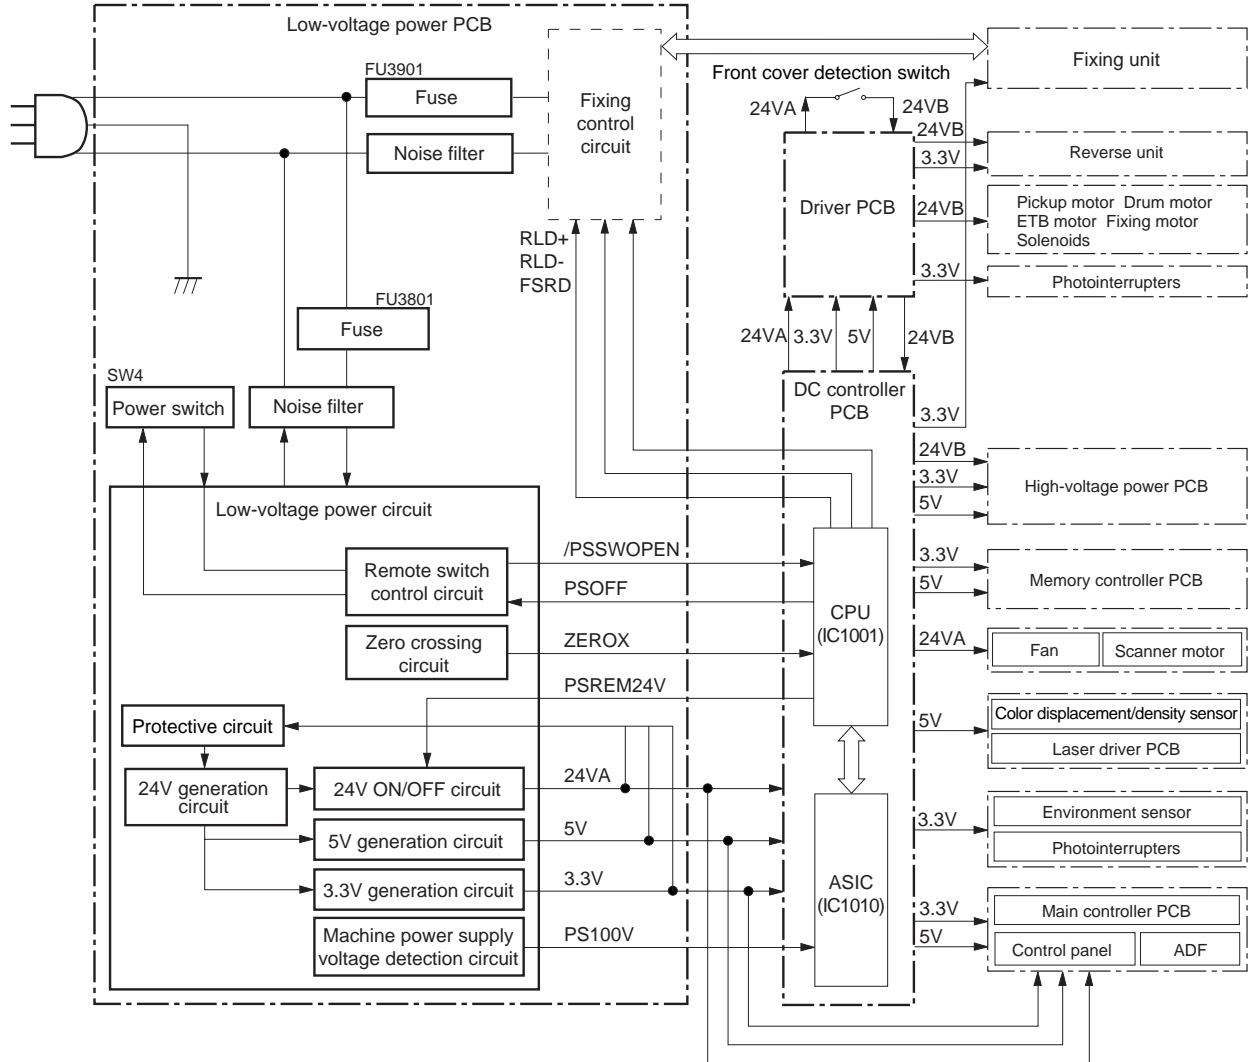 Low-voltage power PCB
FU3901
Fuse
Noise filter
Fixing
control
circuit
RLD+
RLD-
FSRD
FU3801
Fuse
SW4
Power switch
Noise filter
Low-voltage power circuit
Remote switch
control circuit
Zero crossing
circuit
Protective circuit
24V generation
circuit
24V ON/OFF circuit
5V generation circuit
3.3V generation circuit
Machine power supply
voltage detection circuit
/PSSWOPEN
PSOFF
ZEROX
PSREM24V
24VA
5V
3.3V
PS100V
Front cover detection switch
24VA
24VB
Driver PCB
24VA
3.3V
5V
24VB
DC controller
PCB
CPU
(IC1001)
ASIC
(IC1010)
24VB
3.3V
24VB
3.3V
3.3V
24VB
3.3V
5V
3.3V
5V
24VA
5V
3.3V
3.3V
5V
Fixing unit
Reverse unit
Pickup motor Drum motor
ETB motor Fixing motor
Solenoids
Photointerrupters
High-voltage power PCB
Memory controller PCB
Fan
Scanner motor
Color displacement/density sensor
Laser driver PCB
Environment sensor
Photointerrupters
Main controller PCB
Control panel
ADF